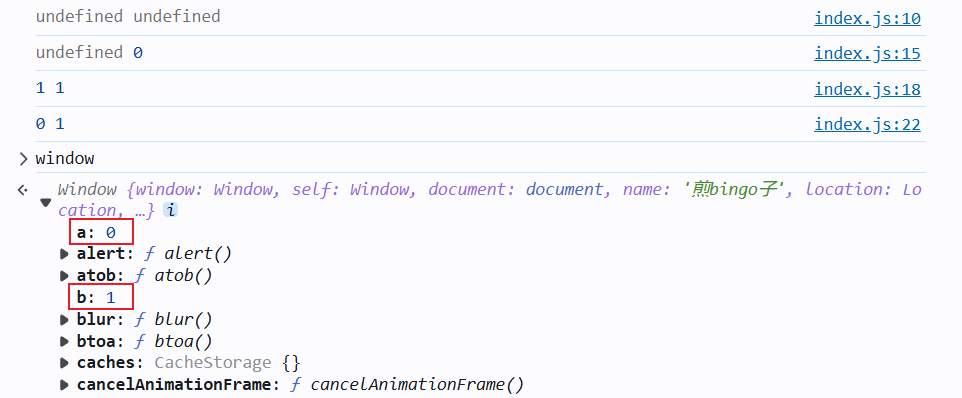 undefined undefined index.js:10
undefined 0 index.js:15
1 1 index.js:18
0 1 index.js:22
window
Window {window: Window, self: Window, document: document, name: '煎bingo子', location: Lo
cation, …} i
a: 0
alert: ƒ alert()
atob: ƒ atob()
b: 1
blur: ƒ blur()
btoa: ƒ btoa()
caches: CacheStorage {}
cancelAnimationFrame: ƒ cancelAnimationFrame()